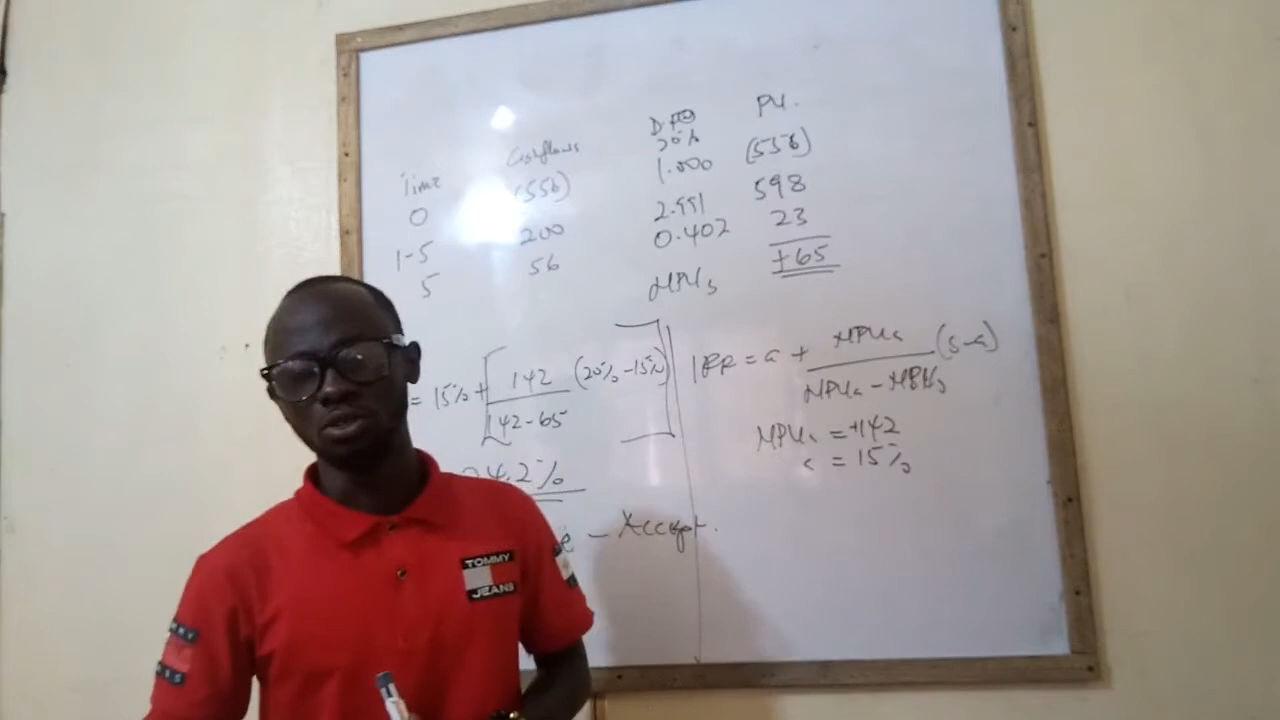 Time Cashflows D.f@ 20% PV.
0 (556) 1.000 (556)
1-5 200 2.991 598
5 56 0.402 23
NPVb +65
= 15% + [142 / 142-65 (20% - 15%)]
4.2%
- Accept.
IRR = a + NPVa / NPVa - NPVb (b-a)
NPVa = +142
a = 15%
TOMMY
JEANS